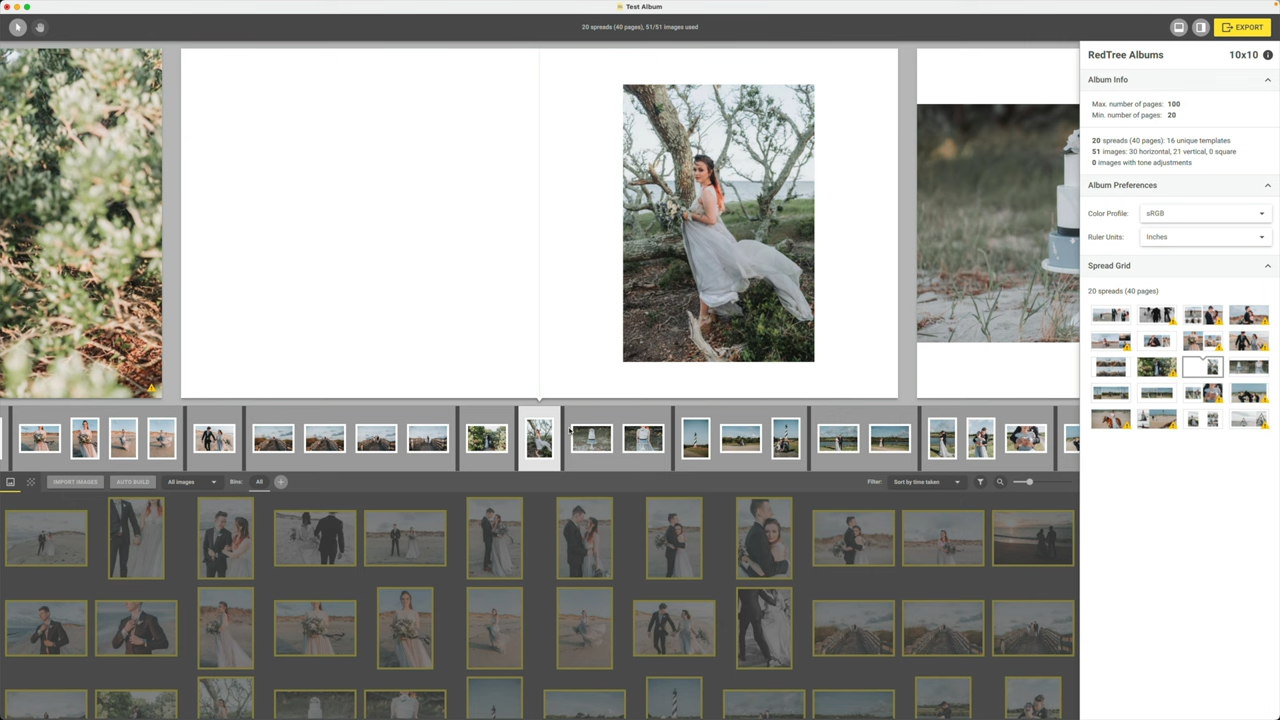 Test Album
20 spreads (40 pages), 51/51 images used
EXPORT
RedTree Albums 10x10
Album Info
Max. number of pages: 100
Min. number of pages: 20
20 spreads (40 pages): 16 unique templates
51 images: 30 horizontal, 21 vertical, 0 square
0 images with tone adjustments
Album Preferences
Color Profile: sRGB
Ruler Units: Inches
Spread Grid
20 spreads (40 pages)
IMPORT IMAGES AUTO BUILD All images Bins: All Filter: Sort by time taken